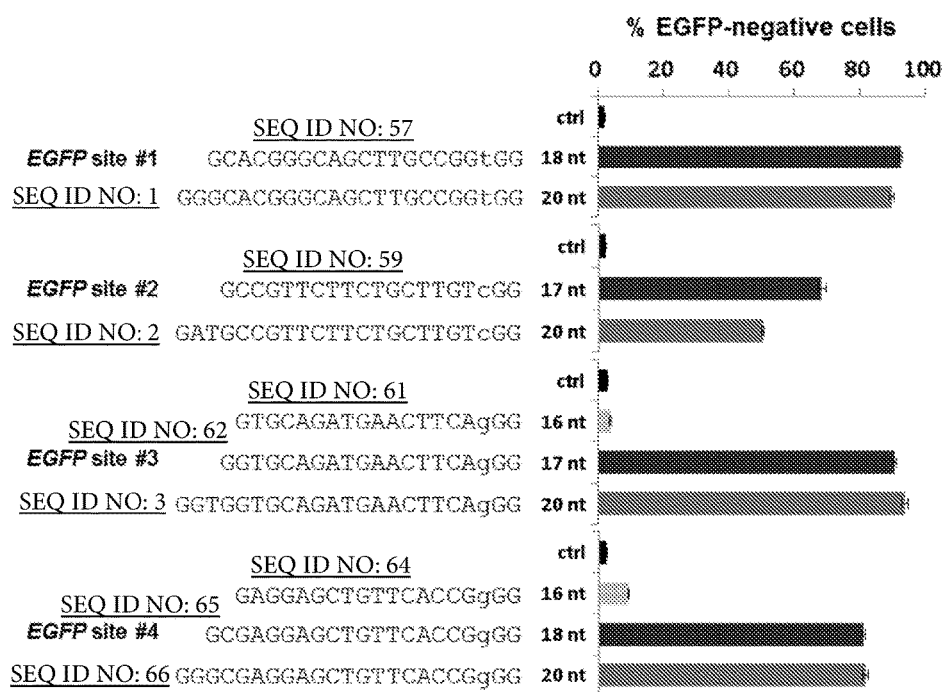 % EGFP-negative cells
0 20 40 60 80 100
ctrl
SEQ ID NO: 57
EGFP site #1 GCACGGGCAGCTTGCCGGtGG 18 nt
SEQ ID NO: 1 GGGCACGGGCAGCTTGCCGGtGG 20 nt
ctrl
SEQ ID NO: 59
EGFP site #2 GCCGTTCTTCTGCTTGTcGG 17 nt
SEQ ID NO: 2 GATGCCGTTCTTCTGCTTGTcGG 20 nt
ctrl
SEQ ID NO: 61
GTGCAGATGAACTTCAgGG 16 nt
SEQ ID NO: 62
EGFP site #3 GGTGCAGATGAACTTCAgGG 17 nt
SEQ ID NO: 3 GGTGGTGCAGATGAACTTCAgGG 20 nt
ctrl
SEQ ID NO: 64
GAGGAGCTGTTCACCGgGG 16 nt
SEQ ID NO: 65
EGFP site #4 GCGAGGAGCTGTTCACCGgGG 18 nt
SEQ ID NO: 66 GGGCGAGGAGCTGTTCACCGgGG 20 nt